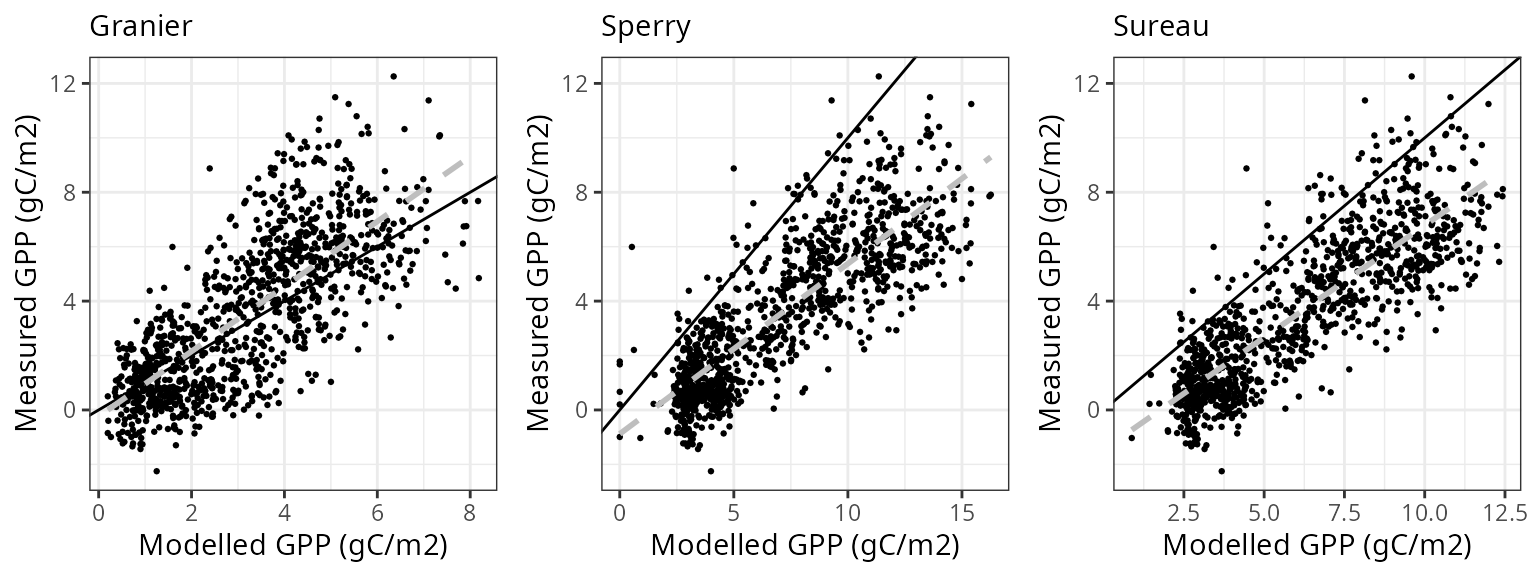 Granier
Measured GPP (gC/m2)
12
8
4
0
0 2 4 6 8
Modelled GPP (gC/m2)
Sperry
Measured GPP (gC/m2)
12
8
4
0
0 5 10 15
Modelled GPP (gC/m2)
Sureau
Measured GPP (gC/m2)
12
8
4
0
2.5 5.0 7.5 10.0 12.5
Modelled GPP (gC/m2)